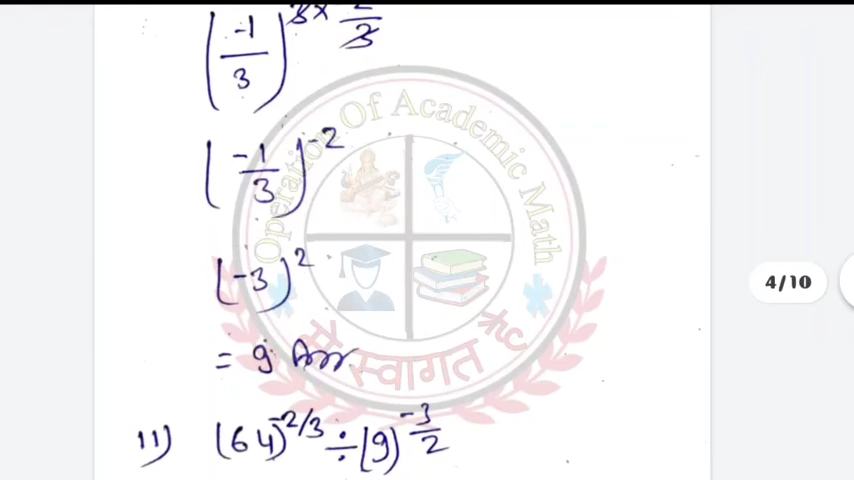 (-1/3)^3× 2/3
(-1/3)^-2
(-3)^2
= 9 Ans
11) (64)^-2/3 ÷ (9)^-3/2
Operation Of Academic Math
स्वागत
4/10